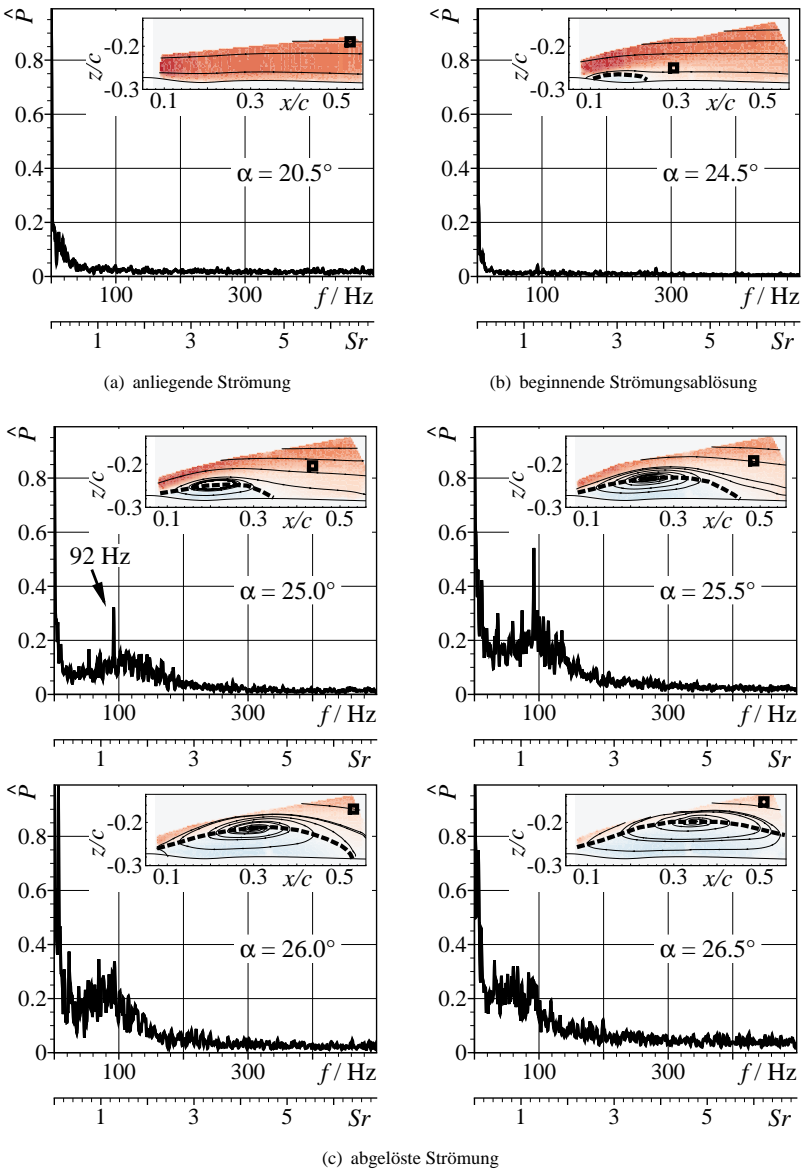 P̂
0.8
0.6
0.4
0.2
0
z/c
-0.2
-0.3
0.1
0.3
x/c
0.5
α = 20.5°
100
300
f / Hz
1
3
5
Sr
(a) anliegende Strömung
P̂
0.8
0.6
0.4
0.2
0
z/c
-0.2
-0.3
0.1
0.3
x/c
0.5
α = 24.5°
100
300
f / Hz
1
3
5
Sr
(b) beginnende Strömungsablösung
P̂
0.8
0.6
0.4
0.2
0
z/c
-0.2
-0.3
0.1
0.3
x/c
0.5
92 Hz
α = 25.0°
100
300
f / Hz
1
3
5
Sr
P̂
0.8
0.6
0.4
0.2
0
z/c
-0.2
-0.3
0.1
0.3
x/c
0.5
α = 25.5°
100
300
f / Hz
1
3
5
Sr
P̂
0.8
0.6
0.4
0.2
0
z/c
-0.2
-0.3
0.1
0.3
x/c
0.5
α = 26.0°
100
300
f / Hz
1
3
5
Sr
P̂
0.8
0.6
0.4
0.2
0
z/c
-0.2
-0.3
0.1
0.3
x/c
0.5
α = 26.5°
100
300
f / Hz
1
3
5
Sr
(c) abgelöste Strömung